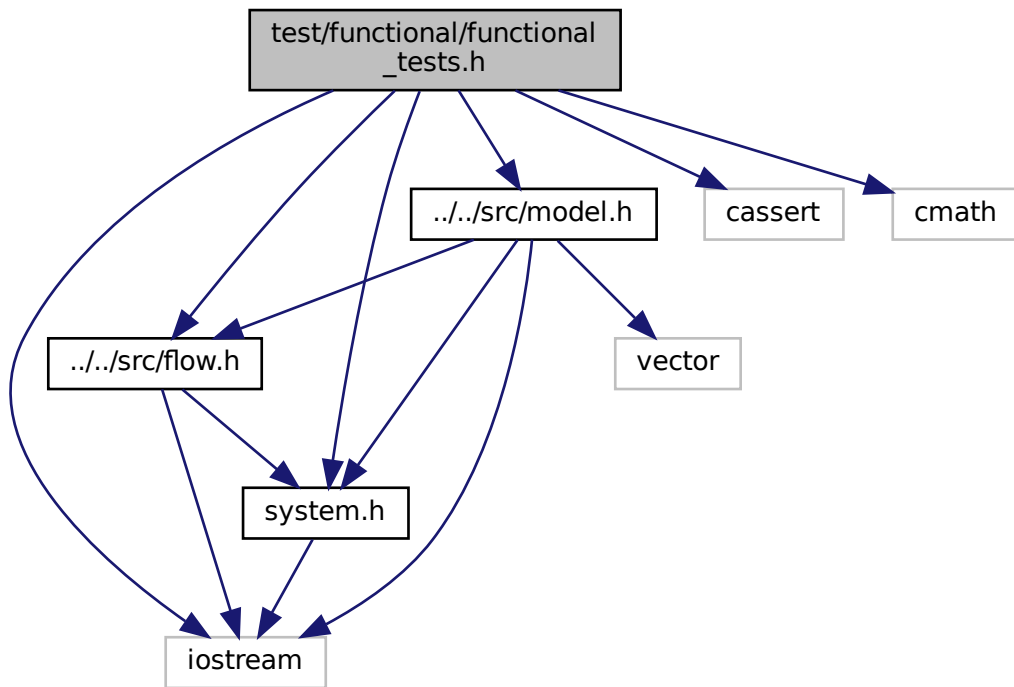 test/functional/functional
_tests.h
../../src/model.h
cassert
cmath
../../src/flow.h
vector
system.h
iostream